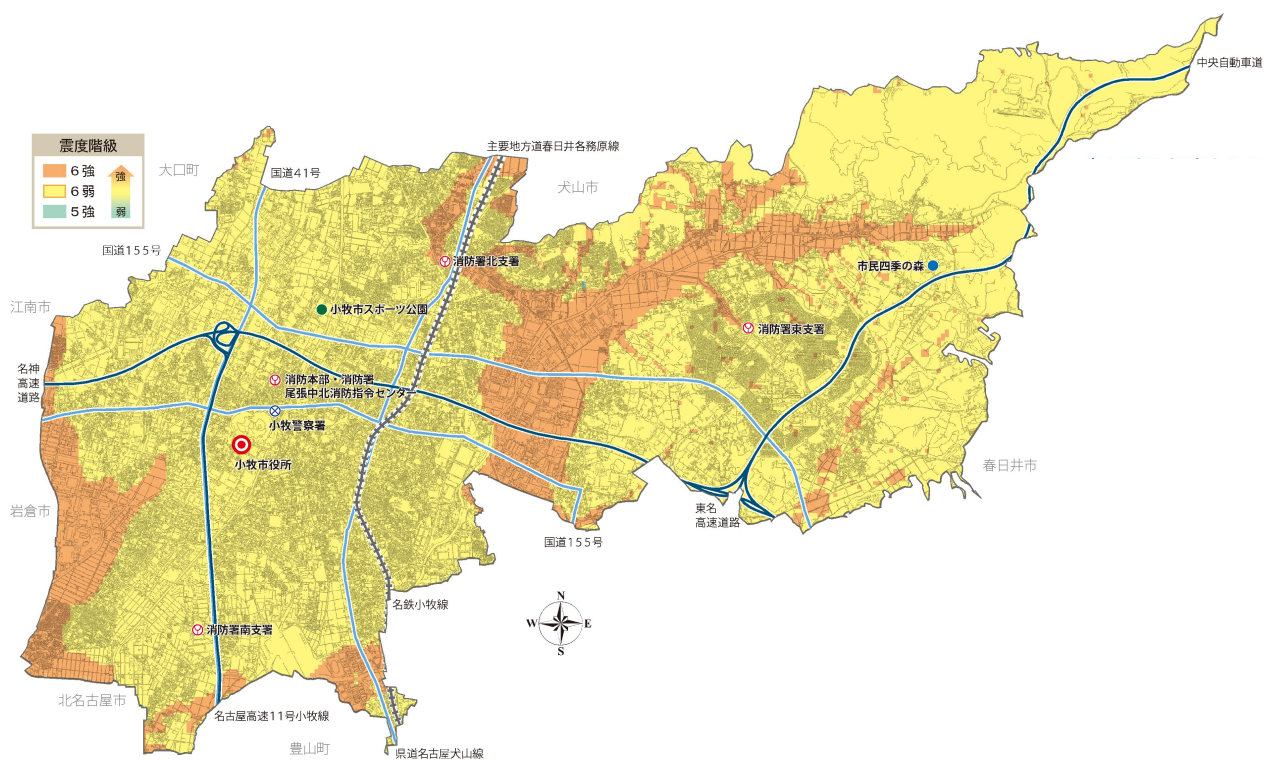 中央自動車道
震度階級
6強
6弱
5強
強
弱
主要地方道春日井各務原線
大口町
国道41号
犬山市
国道155号
消防署北支署
市民四季の森
江南市
小牧市スポーツ公園
消防署東支署
名神
高速
道路
消防本部・消防署
尾張中北消防指令センター
小牧警察署
小牧市役所
春日井市
岩倉市
東名
高速道路
国道155号
N
W
E
S
名鉄小牧線
消防署南支署
北名古屋市
名古屋高速11号小牧線
豊山町
県道名古屋犬山線